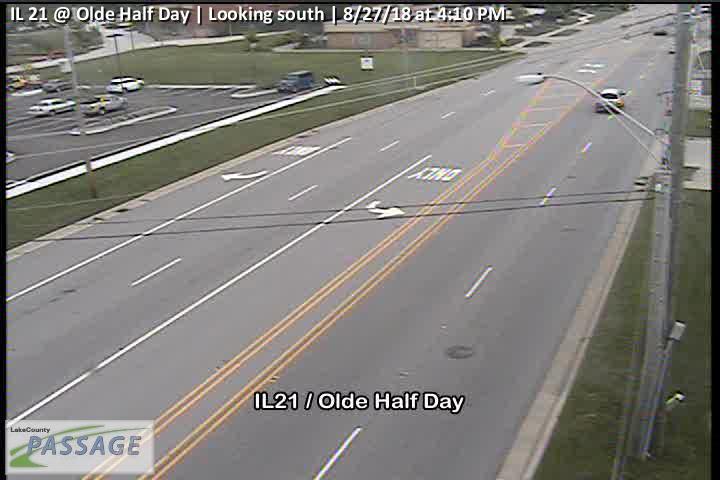 IL 21 @ Olde Half Day | Looking south | 8/27/18 at 4:10 PM
ONLY
ONLY
IL21 / Olde Half Day
LakeCounty
PASSAGE